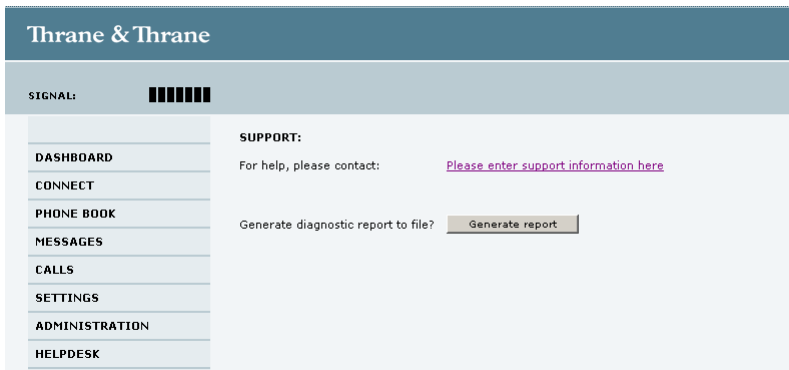 Thrane & Thrane
SIGNAL:
DASHBOARD
CONNECT
PHONE BOOK
MESSAGES
CALLS
SETTINGS
ADMINISTRATION
HELPDESK
SUPPORT:
For help, please contact: Please enter support information here
Generate diagnostic report to file? Generate report